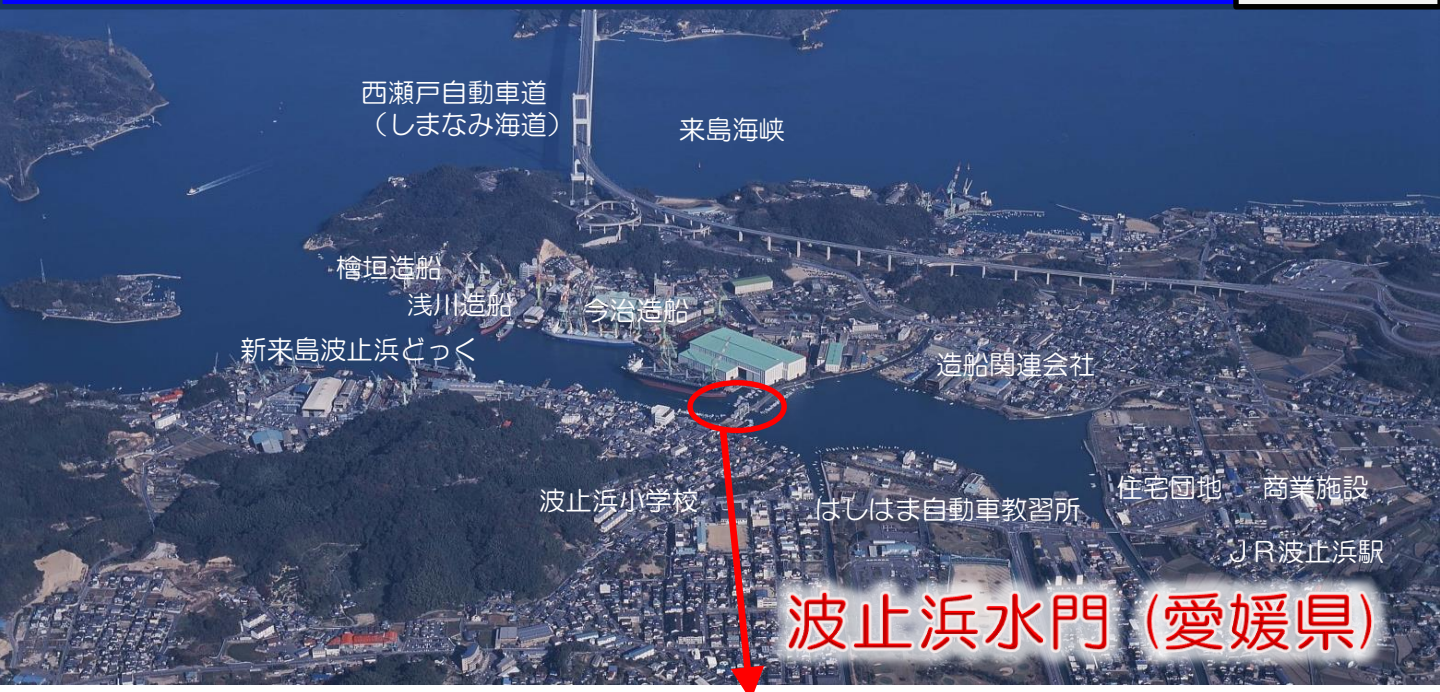 西瀬戸自動車道
（しまなみ海道）
来島海峡
檜垣造船
浅川造船
今治造船
新来島波止浜どっく
造船関連会社
波止浜小学校
はしはま自動車教習所
住宅団地
商業施設
ＪＲ波止浜駅
波止浜水門（愛媛県）